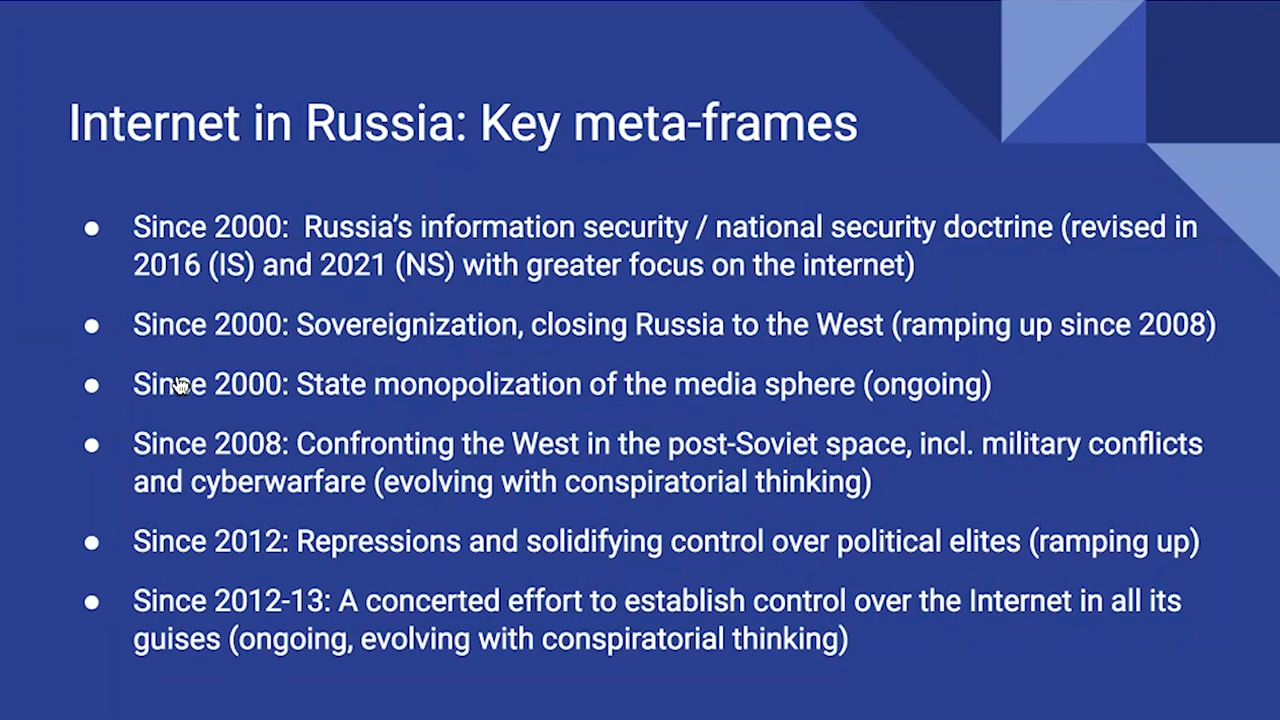 Internet in Russia: Key meta-frames
● Since 2000:  Russia’s information security / national security doctrine (revised in
2016 (IS) and 2021 (NS) with greater focus on the internet)
● Since 2000: Sovereignization, closing Russia to the West (ramping up since 2008)
● Since 2000: State monopolization of the media sphere (ongoing)
● Since 2008: Confronting the West in the post-Soviet space, incl. military conflicts
and cyberwarfare (evolving with conspiratorial thinking)
● Since 2012: Repressions and solidifying control over political elites (ramping up)
● Since 2012-13: A concerted effort to establish control over the Internet in all its
guises (ongoing, evolving with conspiratorial thinking)